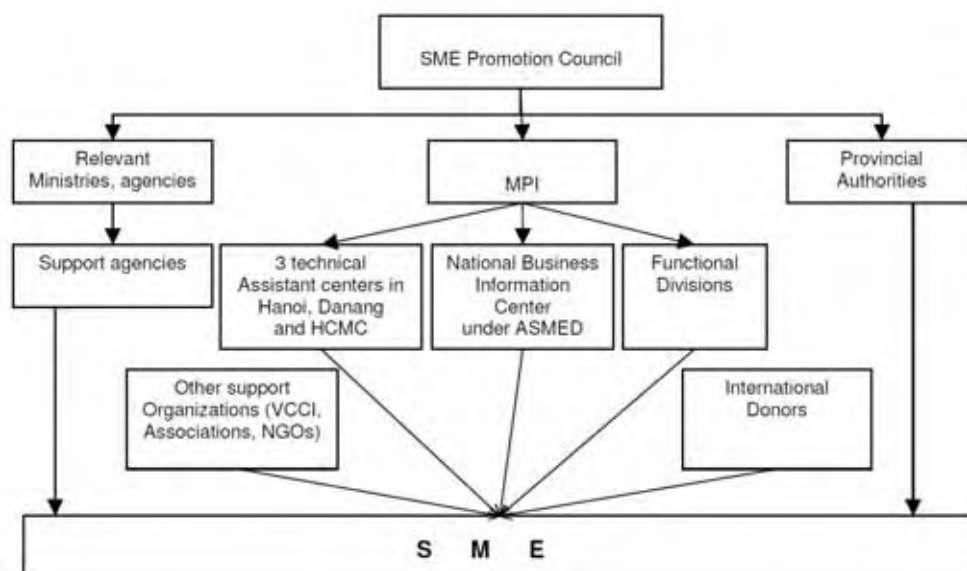 SME Promotion Council
Relevant
Ministries, agencies
MPI
Provincial
Authorities
Support agencies
3 technical
Assistant centers in
Hanoi, Danang
and HCMC
National Business
Information
Center
under ASMED
Functional
Divisions
Other support
Organizations (VCCI,
Associations, NGOs)
International
Donors
S M E